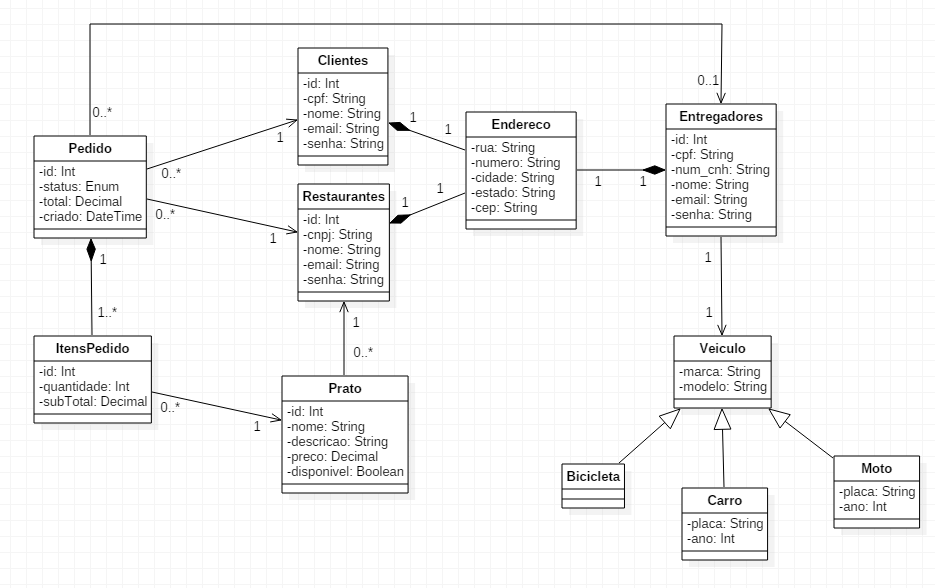 Clientes
-id: Int
-cpf: String
-nome: String
-email: String
-senha: String
0..1
0..*
1
1
1
Endereco
-rua: String
-numero: String
-cidade: String
-estado: String
-cep: String
Entregadores
-id: Int
-cpf: String
-num_cnh: String
-nome: String
-email: String
-senha: String
1
1
Pedido
-id: Int
-status: Enum
-total: Decimal
-criado: DateTime
0..*
0..*
1
Restaurantes
-id: Int
-cnpj: String
-nome: String
-email: String
-senha: String
1
1
1
1..*
1
0..*
1
1
ItensPedido
-id: Int
-quantidade: Int
-subTotal: Decimal
0..*
1
Prato
-id: Int
-nome: String
-descricao: String
-preco: Decimal
-disponivel: Boolean
Veiculo
-marca: String
-modelo: String
Bicicleta
Carro
-placa: String
-ano: Int
Moto
-placa: String
-ano: Int